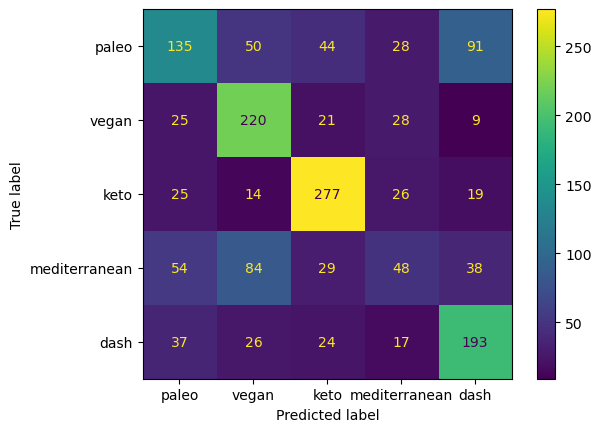 paleo 135 50 44 28 91
vegan 25 220 21 28 9
keto 25 14 277 26 19
mediterranean 54 84 29 48 38
dash 37 26 24 17 193
paleo vegan keto mediterranean dash
Predicted label
True label
250
200
150
100
50